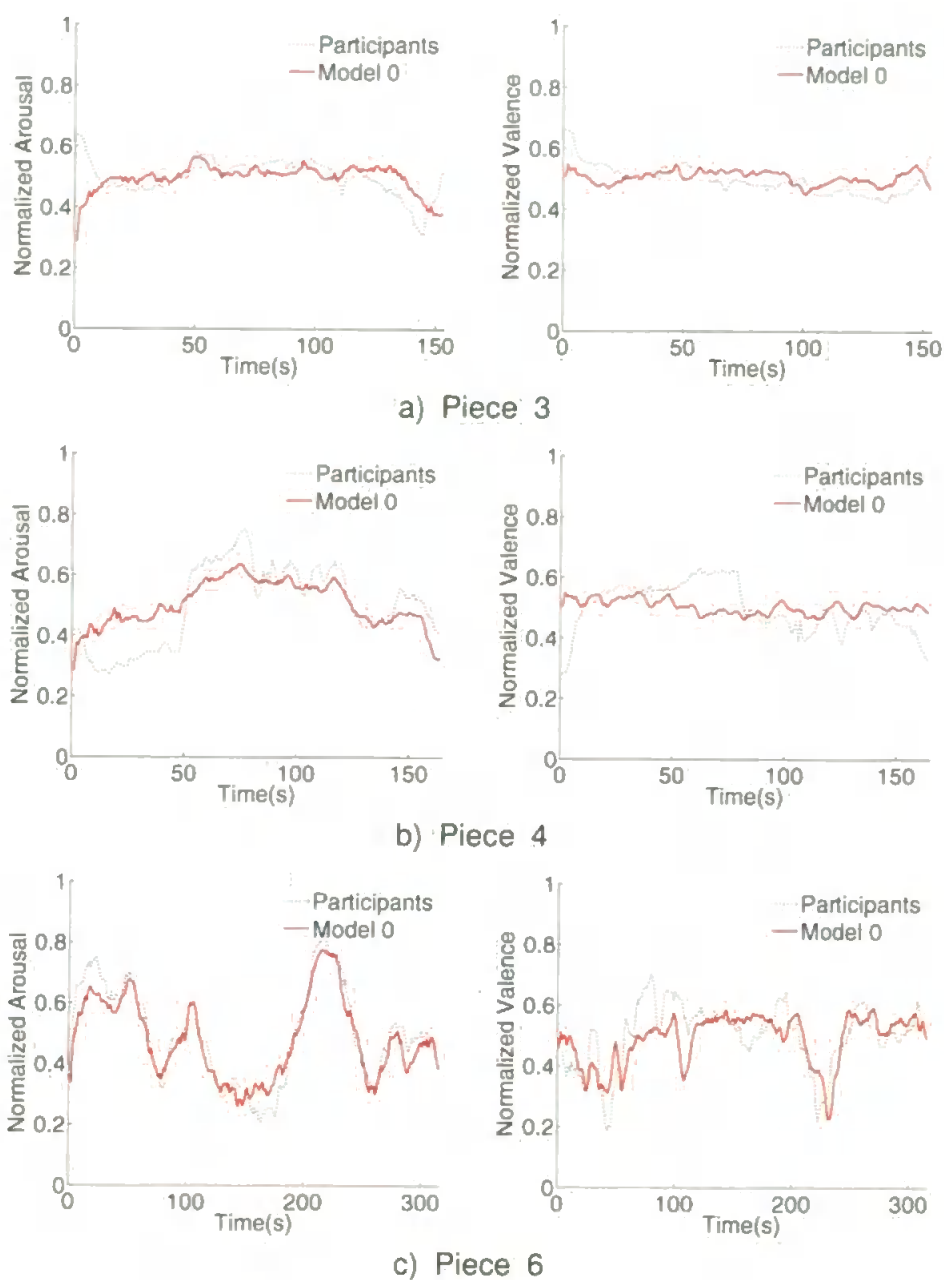 1
0.8
0.6
0.4
0.2
0
Normalized Arousal
Participants
Model 0
0 50 100 150
Time(s)
1
0.8
0.6
0.4
0.2
0
Normalized Valence
Participants
Model 0
0 50 100 150
Time(s)
a) Piece 3
1
0.8
0.6
0.4
0.2
0
Normalized Arousal
Participants
Model 0
0 50 100 150
Time(s)
1
0.8
0.6
0.4
0.2
0
Normalized Valence
Participants
Model 0
0 50 100 150
Time(s)
b) Piece 4
1
0.8
0.6
0.4
0.2
0
Normalized Arousal
Participants
Model 0
0 100 200 300
Time(s)
1
0.8
0.6
0.4
0.2
0
Normalized Valence
Participants
Model 0
0 100 200 300
Time(s)
c) Piece 6